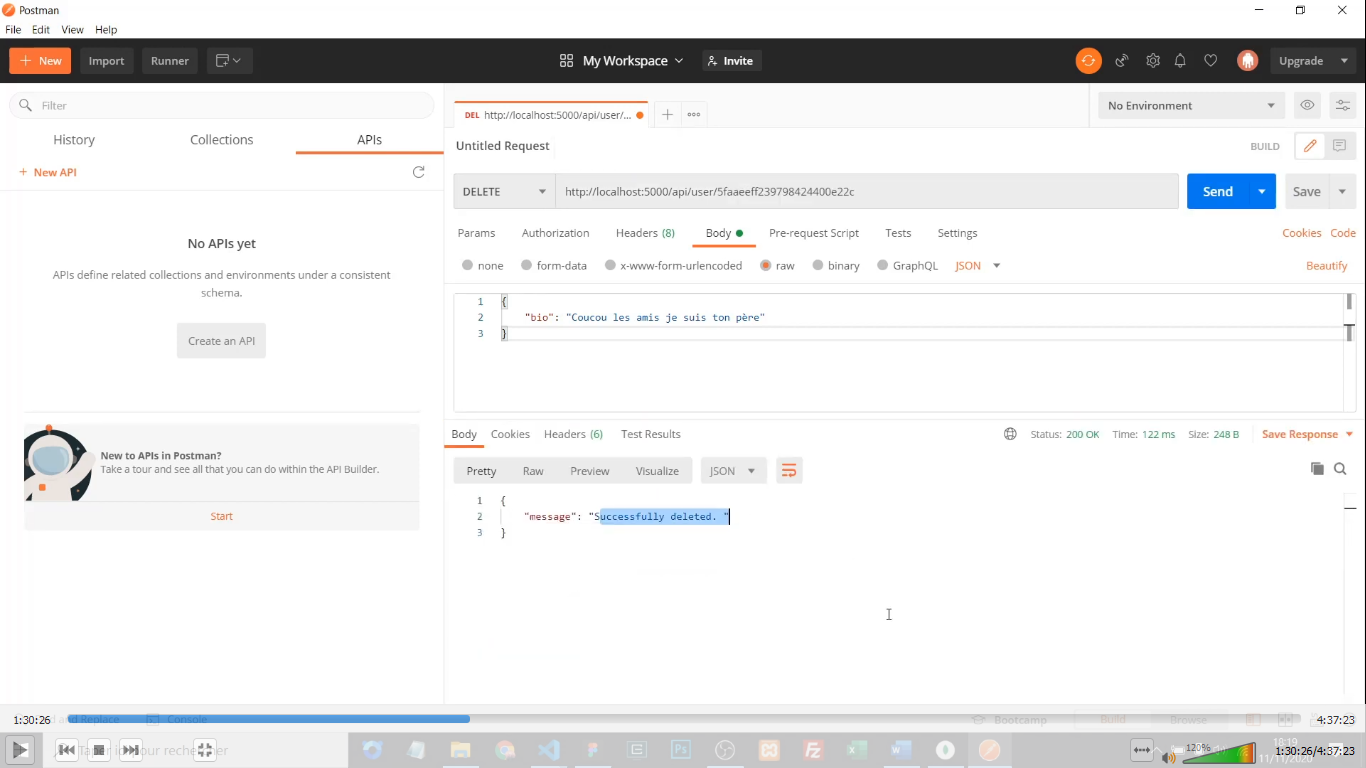 Postman
File Edit View Help
+ New Import Runner My Workspace Invite Upgrade
Filter
History Collections APIs
+ New API
No APIs yet
APIs define related collections and environments under a consistent
schema.
Create an API
New to APIs in Postman?
Take a tour and see all that you can do within the API Builder.
Start
DEL http://localhost:5000/api/user/... + ooo No Environment
Untitled Request BUILD
DELETE http://localhost:5000/api/user/5faaeeff239798424400e22c Send Save
Params Authorization Headers (8) Body Pre-request Script Tests Settings Cookies Code
none form-data x-www-form-urlencoded raw binary GraphQL JSON Beautify
1 {
2 "bio": "Coucou les amis je suis ton père"
3 }
Body Cookies Headers (6) Test Results Status: 200 OK Time: 122 ms Size: 248 B Save Response
Pretty Raw Preview Visualize JSON
1 {
2 "message": "Successfully deleted. "
3 }
1:30:26 and Replace Console Bootcamp Build Browse 4:37:23
Taper ici pour rechercher 120% 18:19
11/11/2020 1:30:26/4:37:23